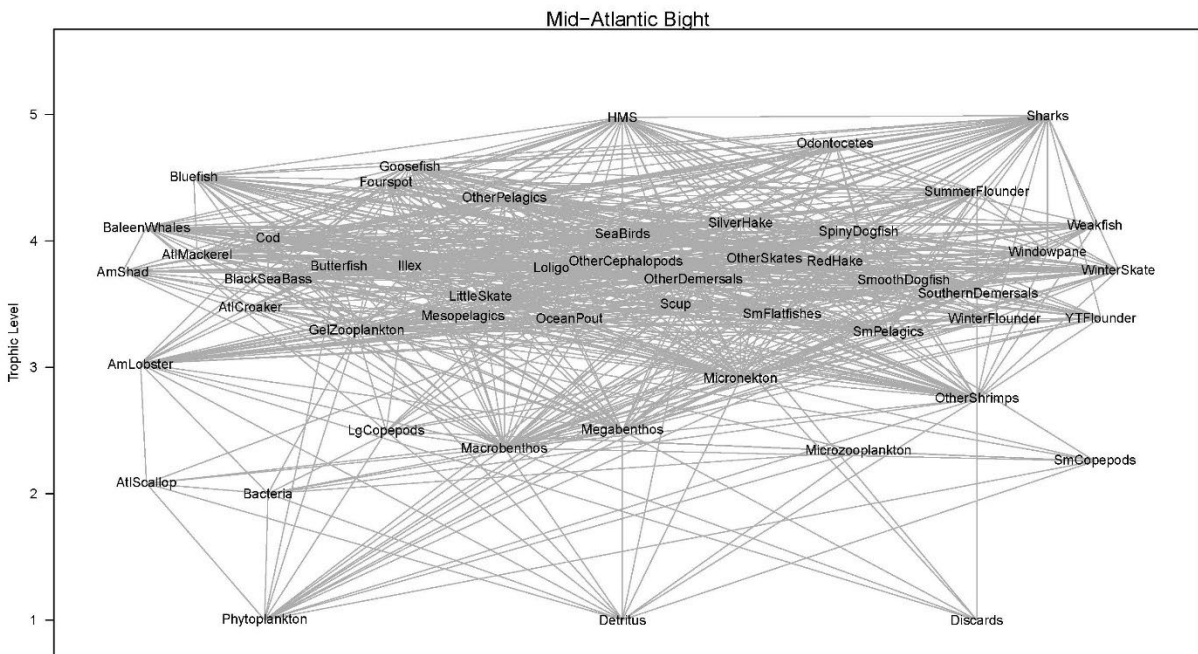 Mid-Atlantic Bight
5
HMS
Sharks
Odontocetes
Goosefish
Bluefish
Fourspot
SummerFlounder
OtherPelagics
SilverHake
Weakfish
BaleenWhales
SpinyDogfish
SeaBirds
Cod
4
AtlMackerel
Windowpane
OtherSkates
RedHake
OtherCephalopods
Butterfish
Illex
Loligo
AmShad
WinterSkate
BlackSeaBass
OtherDemersals
SmoothDogfish
SouthernDemersals
LittleSkate
Scup
AtlCroaker
Mesopelagics
OceanPout
SmFlatfishes
WinterFlounder
YTFlounder
GelZooplankton
SmPelagics
Trophic Level
3
AmLobster
Micronekton
OtherShrimps
LgCopepods
Megabenthos
Macrobenthos
Microzooplankton
SmCopepods
AtlScallop
2
Bacteria
1
Phytoplankton
Detritus
Discards